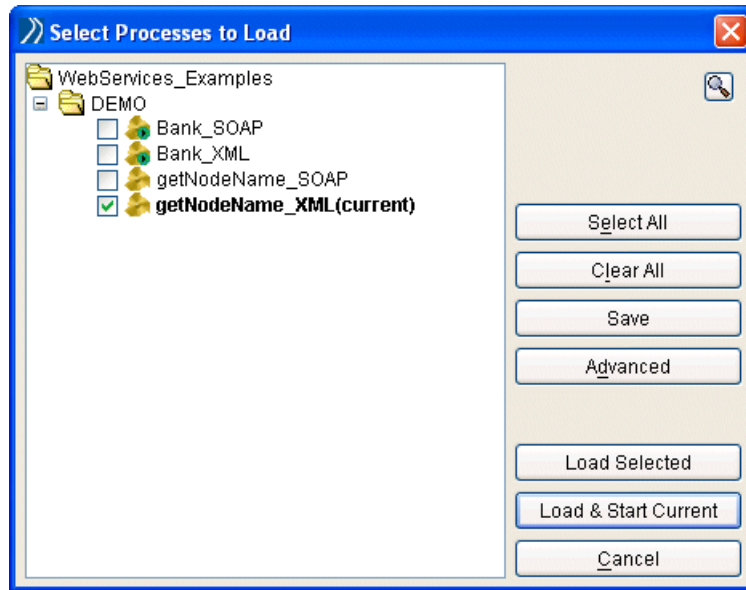 Select Processes to Load
WebServices_Examples
DEMO
Bank_SOAP
Bank_XML
getNodeName_SOAP
getNodeName_XML(current)
Select All
Clear All
Save
Advanced
Load Selected
Load & Start Current
Cancel